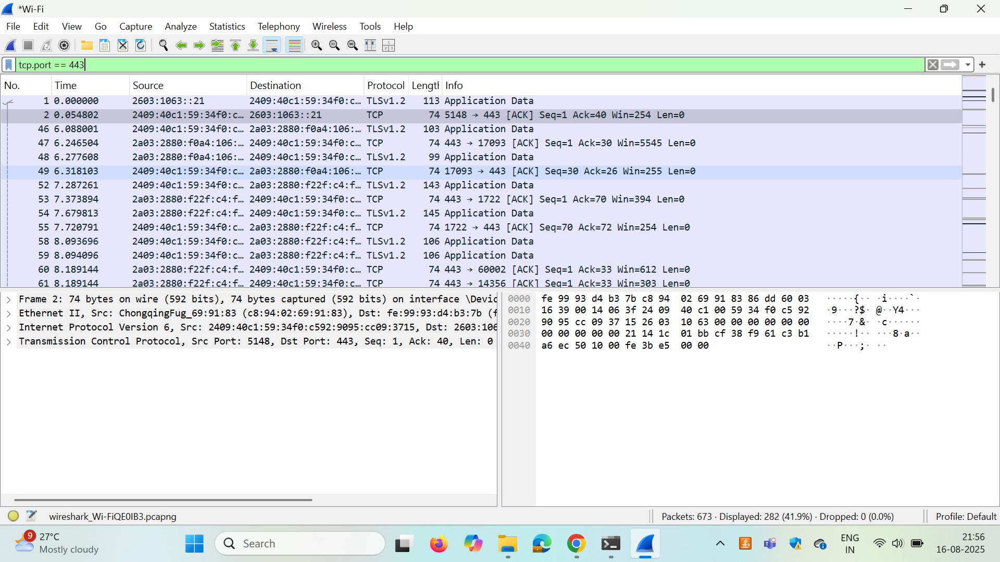 *Wi-Fi
File Edit View Go Capture Analyze Statistics Telephony Wireless Tools Help
tcp.port == 443
No. Time Source Destination Protocol Length Info
1 0.000000 2603:1063::21 2409:40c1:59:34f0:c… TLSv1.2 113 Application Data
2 0.054802 2409:40c1:59:34f0:c… 2603:1063::21 TCP 74 5148 → 443 [ACK] Seq=1 Ack=40 Win=254 Len=0
46 6.088001 2409:40c1:59:34f0:c… 2a03:2880:f0a4:106:… TLSv1.2 103 Application Data
47 6.246504 2a03:2880:f0a4:106:… 2409:40c1:59:34f0:c… TCP 74 443 → 17093 [ACK] Seq=1 Ack=30 Win=5545 Len=0
48 6.277608 2a03:2880:f0a4:106:… 2409:40c1:59:34f0:c… TLSv1.2 99 Application Data
49 6.318103 2409:40c1:59:34f0:c… 2a03:2880:f0a4:106:… TCP 74 17093 → 443 [ACK] Seq=30 Ack=26 Win=255 Len=0
52 7.287261 2409:40c1:59:34f0:c… 2a03:2880:f22f:c4:f… TLSv1.2 143 Application Data
53 7.373894 2a03:2880:f22f:c4:f… 2409:40c1:59:34f0:c… TCP 74 443 → 1722 [ACK] Seq=1 Ack=70 Win=394 Len=0
54 7.679813 2a03:2880:f22f:c4:f… 2409:40c1:59:34f0:c… TLSv1.2 145 Application Data
55 7.720791 2409:40c1:59:34f0:c… 2a03:2880:f22f:c4:f… TCP 74 1722 → 443 [ACK] Seq=70 Ack=72 Win=254 Len=0
58 8.093696 2409:40c1:59:34f0:c… 2a03:2880:f22f:c4:f… TLSv1.2 106 Application Data
59 8.094096 2409:40c1:59:34f0:c… 2a03:2880:f22f:c4:f… TLSv1.2 106 Application Data
60 8.189144 2a03:2880:f22f:c4:f… 2409:40c1:59:34f0:c… TCP 74 443 → 60002 [ACK] Seq=1 Ack=33 Win=612 Len=0
61 8.189144 2a03:2880:f22f:c4:f… 2409:40c1:59:34f0:c… TCP 74 443 → 14356 [ACK] Seq=1 Ack=33 Win=303 Len=0
Frame 2: 74 bytes on wire (592 bits), 74 bytes captured (592 bits) on interface \Devic
Ethernet II, Src: ChongqingFug_69:91:83 (c8:94:02:69:91:83), Dst: fe:99:93:d4:b3:7b (f
Internet Protocol Version 6, Src: 2409:40c1:59:34f0:c592:9095:cc09:3715, Dst: 2603:106
Transmission Control Protocol, Src Port: 5148, Dst Port: 443, Seq: 1, Ack: 40, Len: 0
0000 fe 99 93 d4 b3 7b c8 94 02 69 91 83 86 dd 60 03 ·····{·· ·i····`·
0010 16 39 00 14 06 3f 24 09 40 c1 00 59 34 f0 c5 92 ·9···?$· @··Y4···
0020 90 95 cc 09 37 15 26 03 10 63 00 00 00 00 00 00 ····7·&· ·c······
0030 00 00 00 00 00 21 14 1c 01 bb cf 38 f9 61 c3 b1 ·····!·· ···8·a··
0040 a6 ec 50 10 00 fe 3b e5 00 00 ··P···;· ··
wireshark_Wi-FiQE0IB3.pcapng
Packets: 673 · Displayed: 282 (41.9%) · Dropped: 0 (0.0%)
Profile: Default
9
27°C
Mostly cloudy
Search
ENG
IN
21:56
16-08-2025